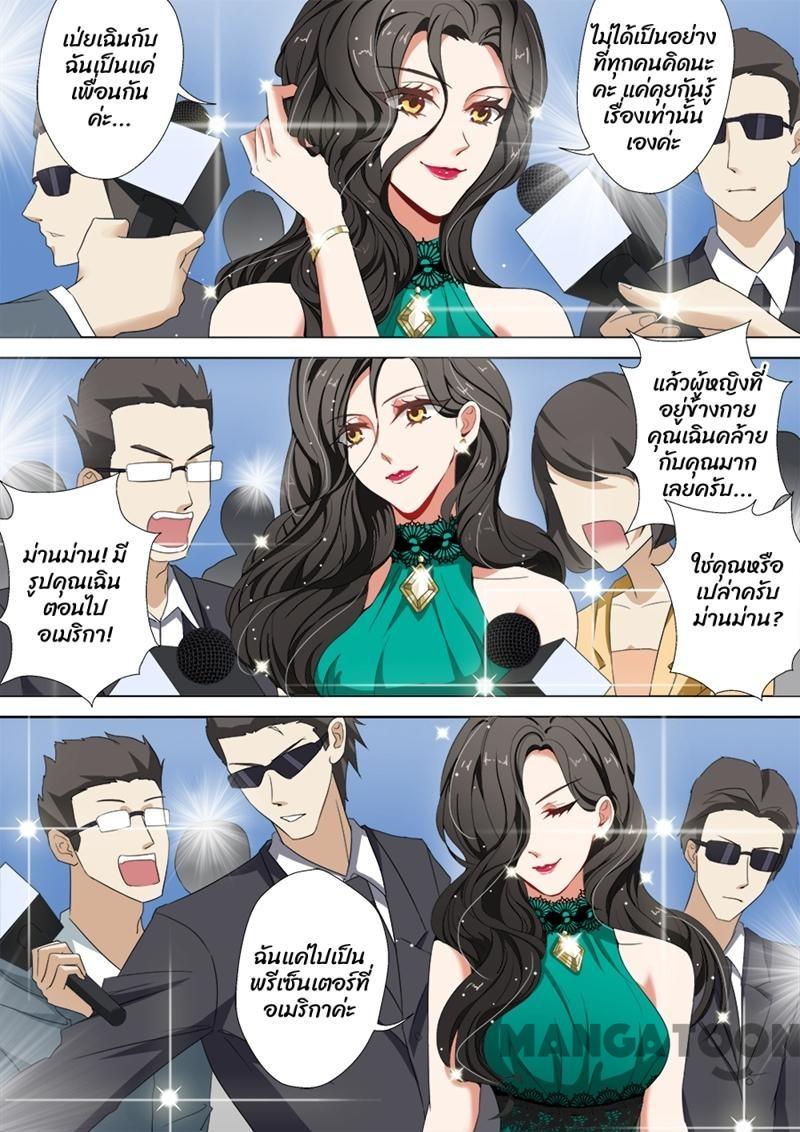 เป่ยเฉินกับ
ฉันเป็นแค่
เพื่อนกัน
ค่ะ...
ไม่ได้เป็นอย่าง
ที่ทุกคนคิดนะ
คะ แค่คุยกันรู้
เรื่องเท่านั้น
เองค่ะ
แล้วผู้หญิงที่
อยู่ข้างกาย
คุณเฉินคล้าย
กับคุณมาก
เลยครับ...
ม่านม่าน! มี
รูปคุณเฉิน
ตอนไป
อเมริกา!
ใช่คุณหรือ
เปล่าครับ
ม่านม่าน?
ฉันแค่ไปเป็น
พรีเซ็นเตอร์ที่
อเมริกาค่ะ
MANGATOON